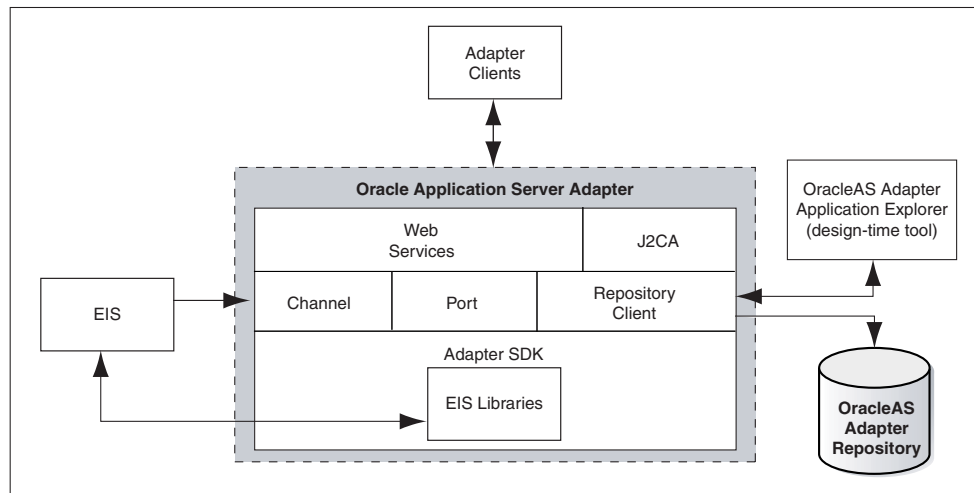 Adapter
Clients
Oracle Application Server Adapter
Web
Services
J2CA
OracleAS Adapter
Application Explorer
(design-time tool)
EIS
Channel
Port
Repository
Client
Adapter SDK
EIS Libraries
OracleAS
Adapter
Repository